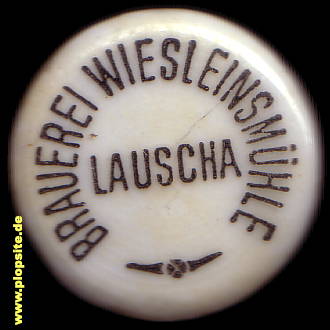 BRAUEREI WIESLEINSMÜHLE
LAUSCHA
www.plopsite.de